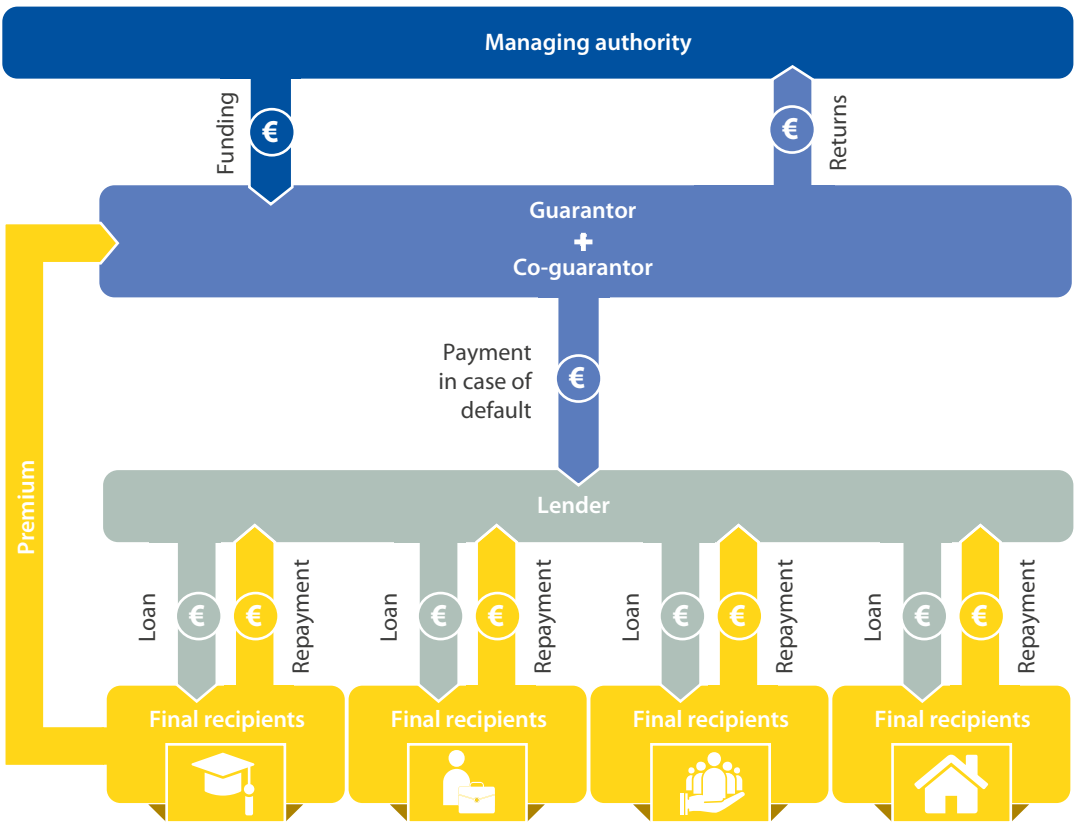 Managing authority
Funding
€
€
Returns
Guarantor
+
Co-guarantor
Payment
in case of
default
€
Premium
Lender
Loan
€
€
Repayment
Loan
€
€
Repayment
Loan
€
€
Repayment
Loan
€
€
Repayment
Final recipients
Final recipients
Final recipients
Final recipients